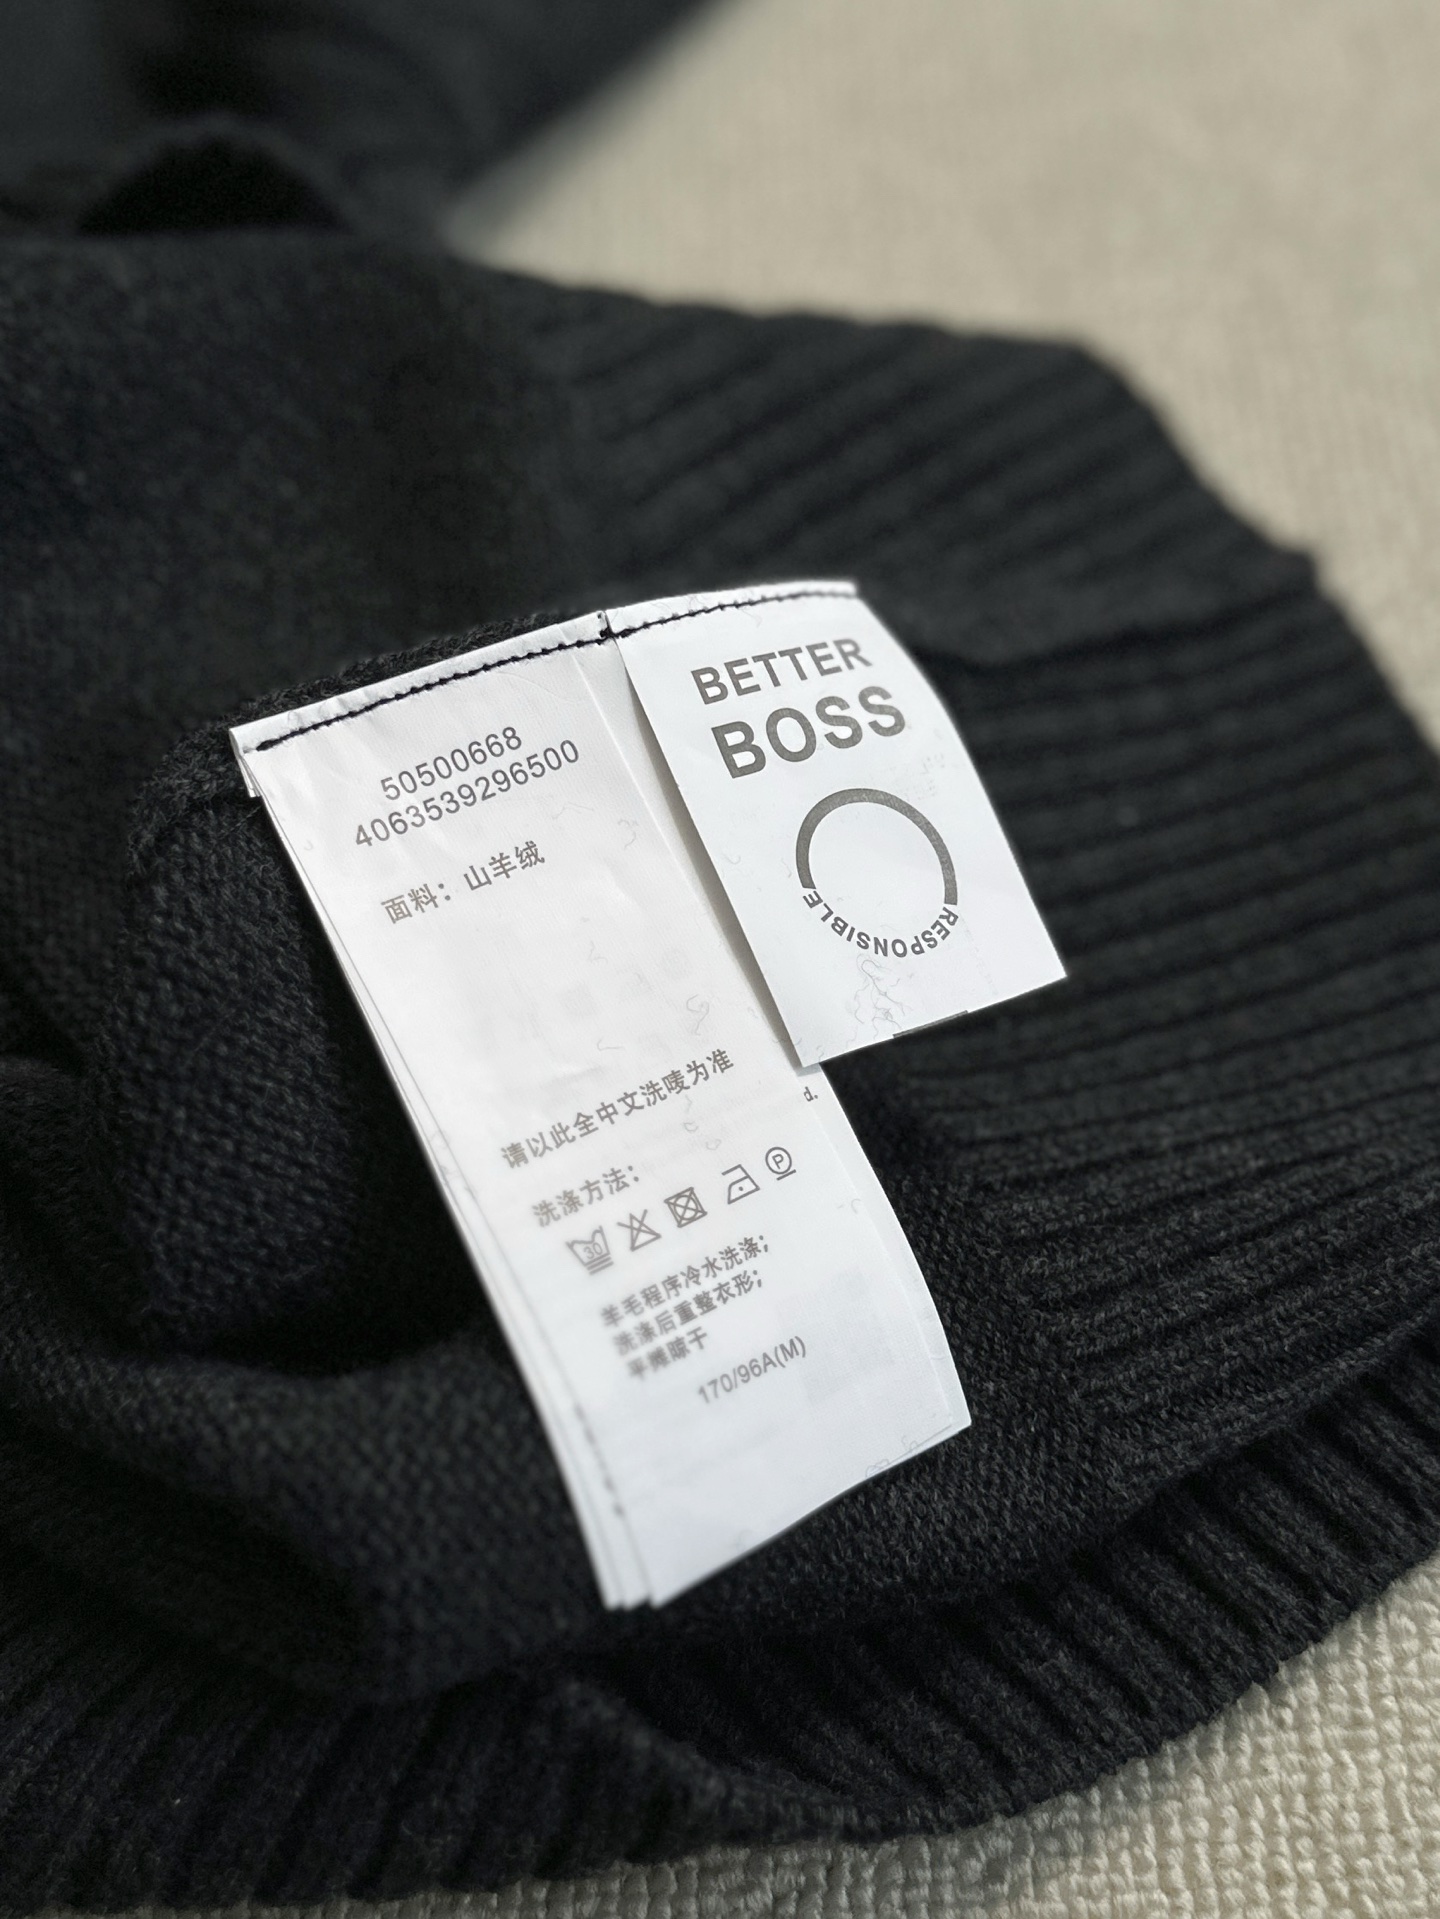 50500668
4063539296500
面料：山羊绒
请以此全中文洗唛为准
洗涤方法：
30
P
羊毛程序冷水洗涤；
洗涤后重整衣形；
平摊晾干
170/96A(M)
BETTER
BOSS
RESPONSIBLE
d.